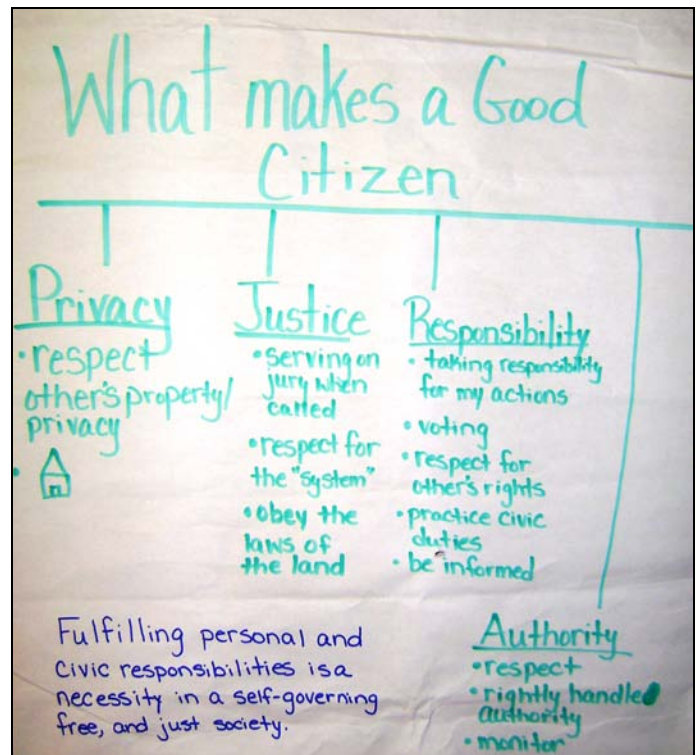 What makes a Good
Citizen
Privacy
• respect
other's property/
privacy
•
Justice
• serving on
jury when
called
• respect for
the "system"
• obey the
laws of
the land
Responsibility
• taking responsibility
for my actions
• voting
• respect for
other's rights
• practice civic
duties
• be informed
Authority
• respect
• rightly handled
authority
• monitor
Fulfilling personal and
civic responsibilities is a
necessity in a self-governing
free, and just society.